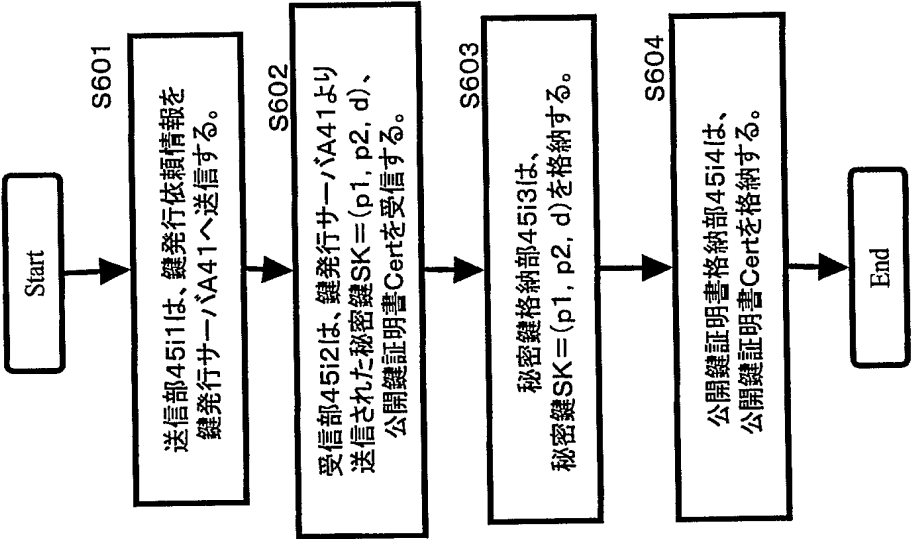 Start
S601
送信部45i1は、鍵発行依頼情報を
鍵発行サーバA41へ送信する。
S602
受信部45i2は、鍵発行サーバA41より
送信された秘密鍵SK=(p1, p2, d)、
公開鍵証明書Certを受信する。
S603
秘密鍵格納部45i3は、
秘密鍵SK=(p1, p2, d)を格納する。
S604
公開鍵証明書格納部45i4は、
公開鍵証明書Certを格納する。
End